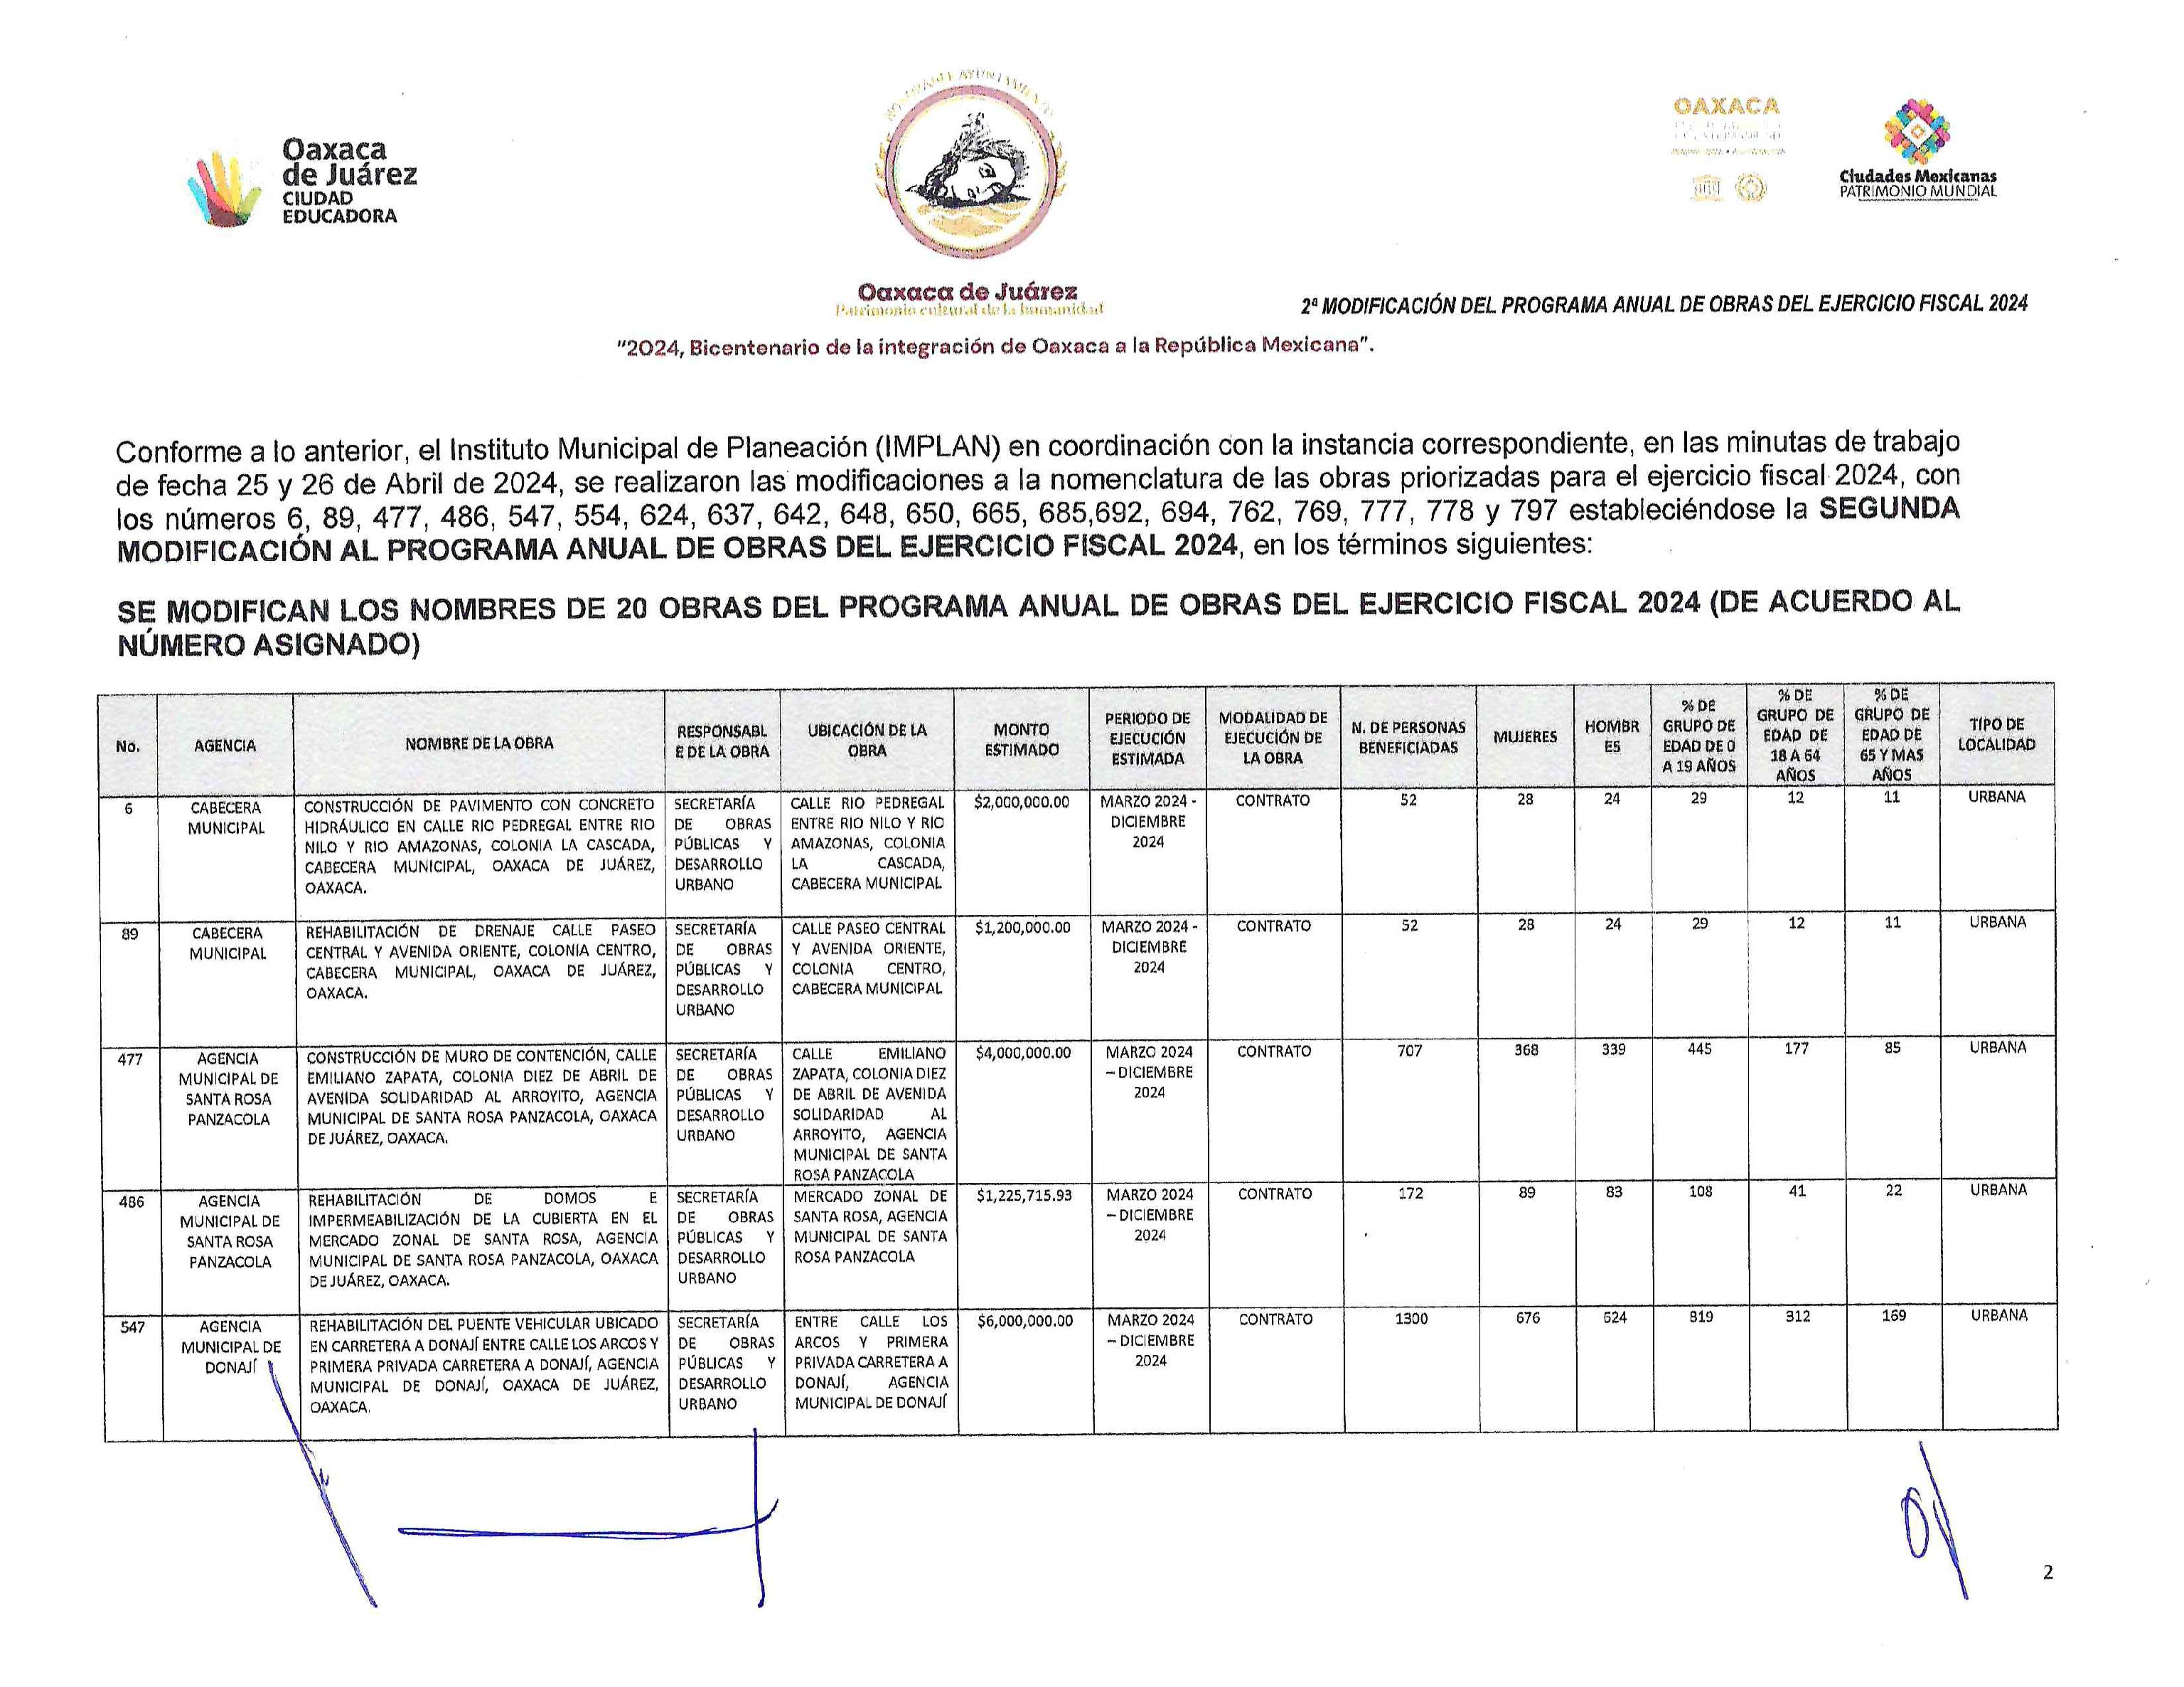 Oaxaca
de Juárez
CIUDAD
EDUCADORA
OAXACA
Ciudades Mexicanas
PATRIMONIO MUNDIAL
Oaxaca de Juárez
Patrimonio cultural de la humanidad
2ª MODIFICACIÓN DEL PROGRAMA ANUAL DE OBRAS DEL EJERCICIO FISCAL 2024
"2024, Bicentenario de la integración de Oaxaca a la República Mexicana".
Conforme a lo anterior, el Instituto Municipal de Planeación (IMPLAN) en coordinación con la instancia correspondiente, en las minutas de trabajo
de fecha 25 y 26 de Abril de 2024, se realizaron las modificaciones a la nomenclatura de las obras priorizadas para el ejercicio fiscal 2024, con
los números 6, 89, 477, 486, 547, 554, 624, 637, 642, 648, 650, 665, 685,692, 694, 762, 769, 777, 778 y 797 estableciéndose la SEGUNDA
MODIFICACIÓN AL PROGRAMA ANUAL DE OBRAS DEL EJERCICIO FISCAL 2024, en los términos siguientes:
SE MODIFICAN LOS NOMBRES DE 20 OBRAS DEL PROGRAMA ANUAL DE OBRAS DEL EJERCICIO FISCAL 2024 (DE ACUERDO AL
NÚMERO ASIGNADO)
No.
AGENCIA
NOMBRE DE LA OBRA
RESPONSABL
E DE LA OBRA
UBICACIÓN DE LA
OBRA
MONTO
ESTIMADO
PERIODO DE
EJECUCIÓN
ESTIMADA
MODALIDAD DE
EJECUCIÓN DE
LA OBRA
N. DE PERSONAS
BENEFICIADAS
MUJERES
HOMBR
ES
% DE
GRUPO DE
EDAD DE 0
A 19 AÑOS
% DE
GRUPO DE
EDAD DE
18 A 64
AÑOS
% DE
GRUPO DE
EDAD DE
65 Y MAS
AÑOS
TIPO DE
LOCALIDAD
6
CABECERA
MUNICIPAL
CONSTRUCCIÓN DE PAVIMENTO CON CONCRETO
HIDRÁULICO EN CALLE RIO PEDREGAL ENTRE RIO
NILO Y RIO AMAZONAS, COLONIA LA CASCADA,
CABECERA MUNICIPAL, OAXACA DE JUÁREZ,
OAXACA.
SECRETARÍA
DE OBRAS
PÚBLICAS Y
DESARROLLO
URBANO
CALLE RIO PEDREGAL
ENTRE RIO NILO Y RIO
AMAZONAS, COLONIA
LA CASCADA,
CABECERA MUNICIPAL
$2,000,000.00
MARZO 2024 -
DICIEMBRE
2024
CONTRATO
52
28
24
29
12
11
URBANA
89
CABECERA
MUNICIPAL
REHABILITACIÓN DE DRENAJE CALLE PASEO
CENTRAL Y AVENIDA ORIENTE, COLONIA CENTRO,
CABECERA MUNICIPAL, OAXACA DE JUÁREZ,
OAXACA.
SECRETARÍA
DE OBRAS
PÚBLICAS Y
DESARROLLO
URBANO
CALLE PASEO CENTRAL
Y AVENIDA ORIENTE,
COLONIA CENTRO,
CABECERA MUNICIPAL
$1,200,000.00
MARZO 2024 -
DICIEMBRE
2024
CONTRATO
52
28
24
29
12
11
URBANA
477
AGENCIA
MUNICIPAL DE
SANTA ROSA
PANZACOLA
CONSTRUCCIÓN DE MURO DE CONTENCIÓN, CALLE
EMILIANO ZAPATA, COLONIA DIEZ DE ABRIL DE
AVENIDA SOLIDARIDAD AL ARROYITO, AGENCIA
MUNICIPAL DE SANTA ROSA PANZACOLA, OAXACA
DE JUÁREZ, OAXACA.
SECRETARÍA
DE OBRAS
PÚBLICAS Y
DESARROLLO
URBANO
CALLE EMILIANO
ZAPATA, COLONIA DIEZ
DE ABRIL DE AVENIDA
SOLIDARIDAD AL
ARROYITO, AGENCIA
MUNICIPAL DE SANTA
ROSA PANZACOLA
$4,000,000.00
MARZO 2024
– DICIEMBRE
2024
CONTRATO
707
368
339
445
177
85
URBANA
486
AGENCIA
MUNICIPAL DE
SANTA ROSA
PANZACOLA
REHABILITACIÓN DE DOMOS E
IMPERMEABILIZACIÓN DE LA CUBIERTA EN EL
MERCADO ZONAL DE SANTA ROSA, AGENCIA
MUNICIPAL DE SANTA ROSA PANZACOLA, OAXACA
DE JUÁREZ, OAXACA.
SECRETARÍA
DE OBRAS
PÚBLICAS Y
DESARROLLO
URBANO
MERCADO ZONAL DE
SANTA ROSA, AGENCIA
MUNICIPAL DE SANTA
ROSA PANZACOLA
$1,225,715.93
MARZO 2024
– DICIEMBRE
2024
CONTRATO
172
89
83
108
41
22
URBANA
547
AGENCIA
MUNICIPAL DE
DONAJÍ
REHABILITACIÓN DEL PUENTE VEHICULAR UBICADO
EN CARRETERA A DONAJÍ ENTRE CALLE LOS ARCOS Y
PRIMERA PRIVADA CARRETERA A DONAJÍ, AGENCIA
MUNICIPAL DE DONAJÍ, OAXACA DE JUÁREZ,
OAXACA.
SECRETARÍA
DE OBRAS
PÚBLICAS Y
DESARROLLO
URBANO
ENTRE CALLE LOS
ARCOS Y PRIMERA
PRIVADA CARRETERA A
DONAJÍ, AGENCIA
MUNICIPAL DE DONAJÍ
$6,000,000.00
MARZO 2024
– DICIEMBRE
2024
CONTRATO
1300
676
624
819
312
169
URBANA
2